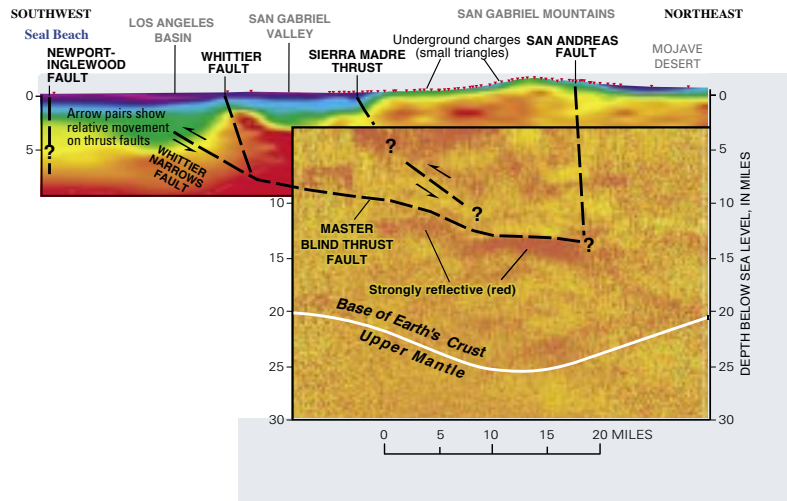 SOUTHWEST
Seal Beach
NEWPORT-
INGLEWOOD
FAULT
LOS ANGELES
BASIN
WHITTIER
FAULT
SAN GABRIEL
VALLEY
SIERRA MADRE
THRUST
SAN GABRIEL MOUNTAINS
Underground charges
(small triangles)
SAN ANDREAS
FAULT
NORTHEAST
MOJAVE
DESERT
0
5
Arrow pairs show
relative movement
on thrust faults
?
WHITTIER
NARROWS
FAULT
?
?
?
MASTER
BLIND THRUST
FAULT
Strongly reflective (red)
Base of Earth's Crust
Upper Mantle
10
15
20
25
30
0
5
10
15
20
25
30
DEPTH BELOW SEA LEVEL, IN MILES
0 5 10 15 20 MILES